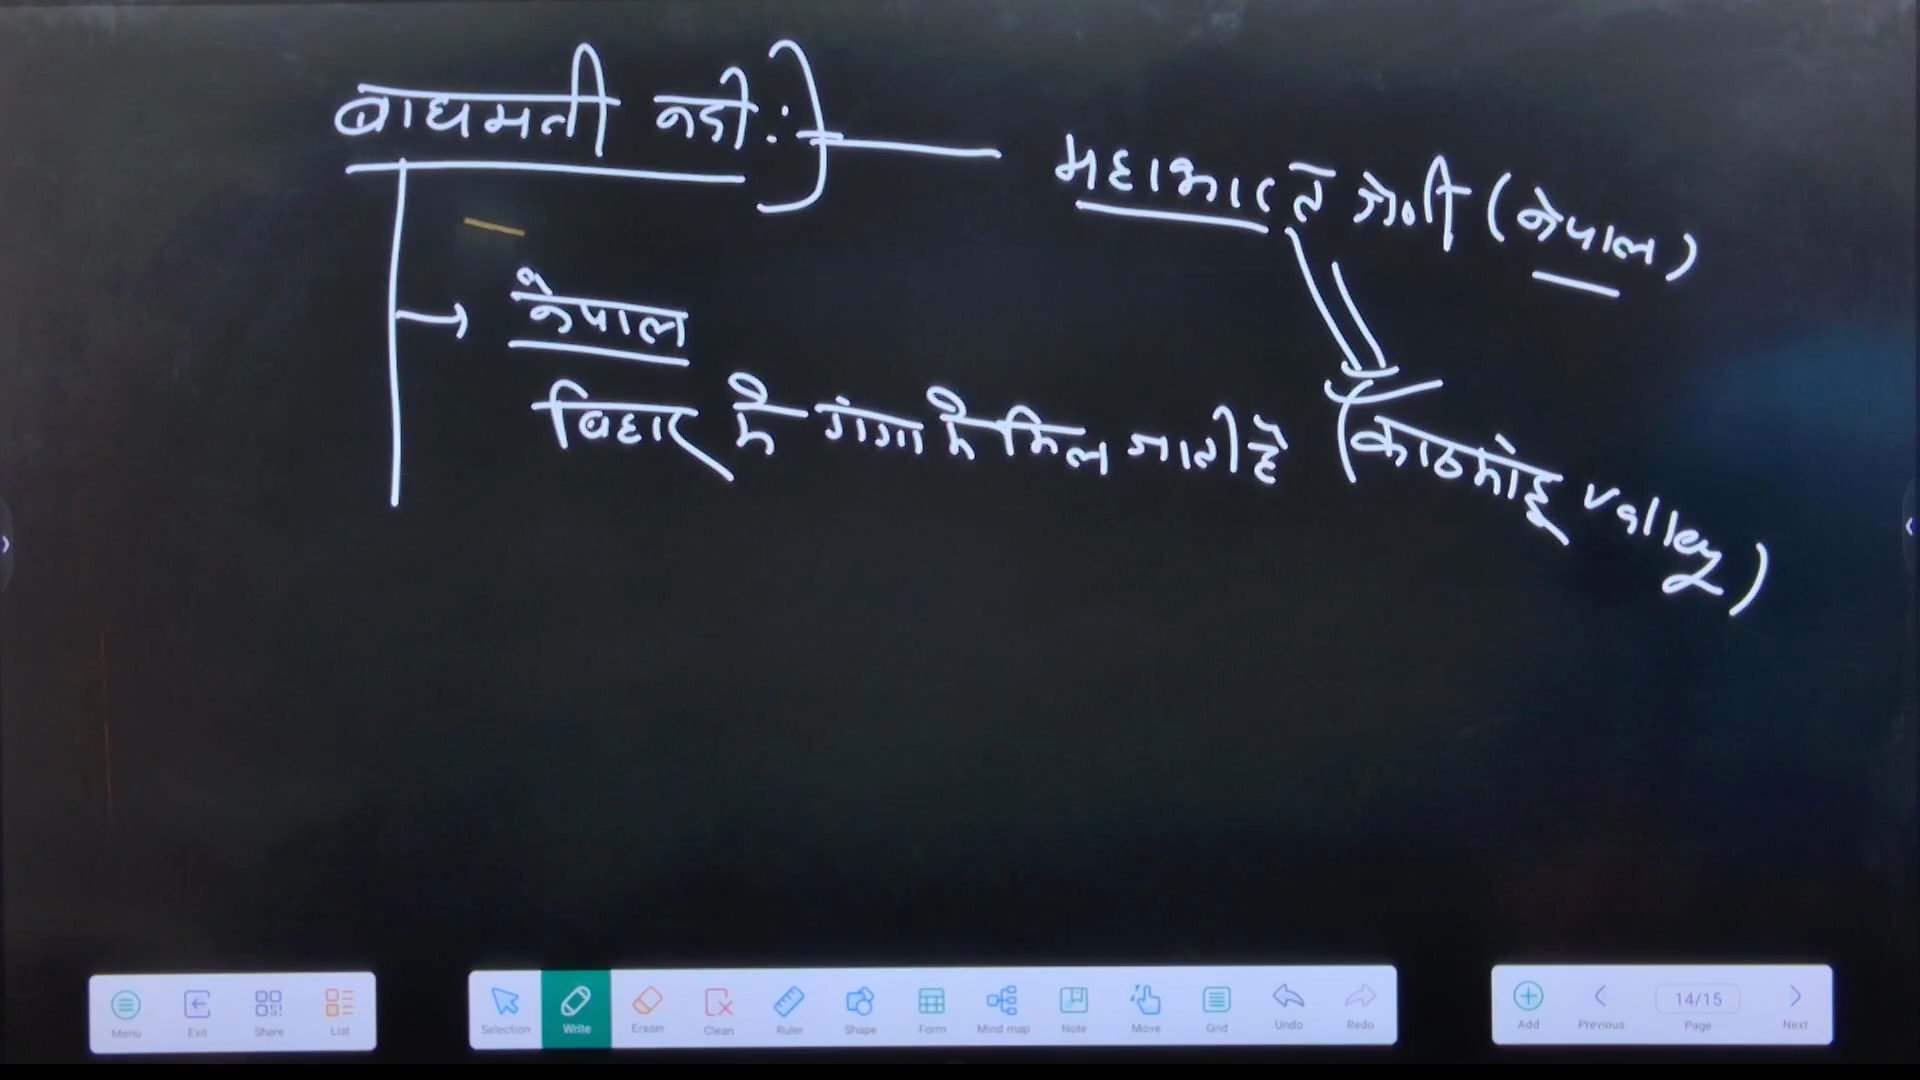 बाघमती नदी :
महाभारत श्रेणी (नेपाल)
नेपाल
बिहार में गंगा में मिल जाती है
(काठमांडू valley)
Menu
Exit
Share
List
Selection
Write
Eraser
Clean
Ruler
Shape
Form
Mind map
Note
Move
Grid
Undo
Redo
Add
Previous
14/15
Page
Next